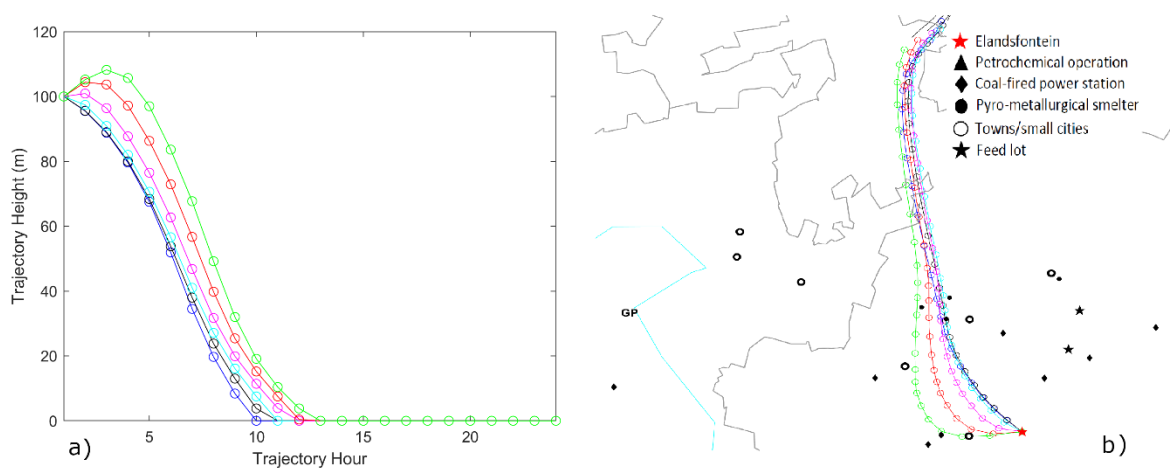 120
100
80
60
40
20
0
Trajectory Height (m)
5
10
15
20
Trajectory Hour
a)
Elandsfontein
Petrochemical operation
Coal-fired power station
Pyro-metallurgical smelter
Towns/small cities
Feed lot
GP
b)